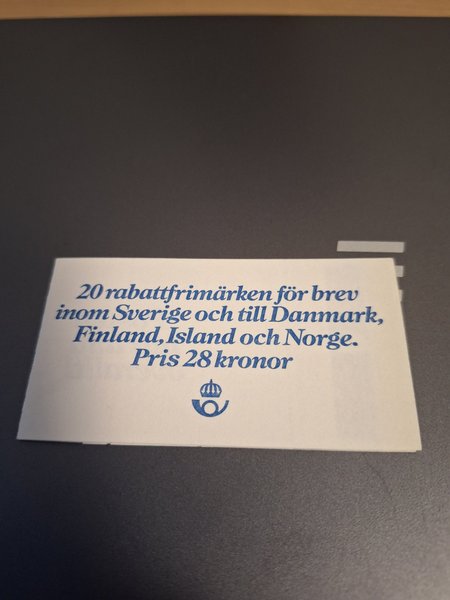 20 rabattfrimärken för brev
inom Sverige och till Danmark,
Finland, Island och Norge.
Pris 28 kronor